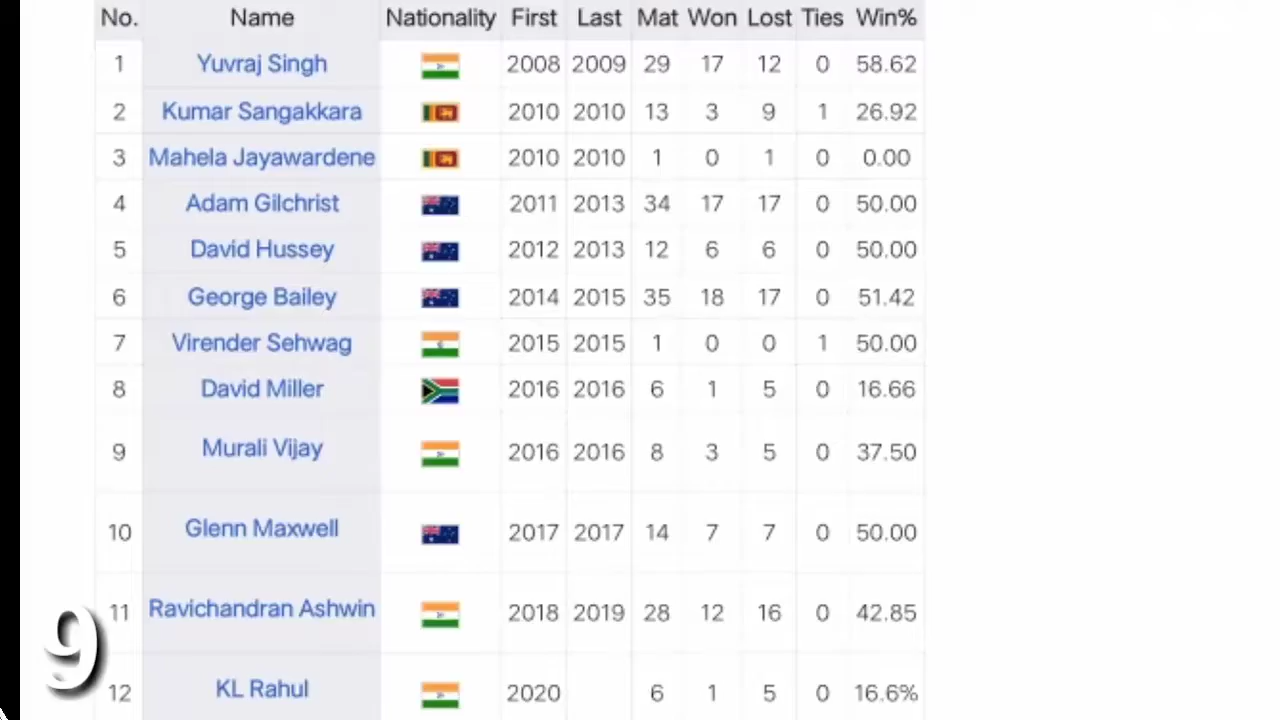 No. Name Nationality First Last Mat Won Lost Ties Win%
1 Yuvraj Singh 2008 2009 29 17 12 0 58.62
2 Kumar Sangakkara 2010 2010 13 3 9 1 26.92
3 Mahela Jayawardene 2010 2010 1 0 1 0 0.00
4 Adam Gilchrist 2011 2013 34 17 17 0 50.00
5 David Hussey 2012 2013 12 6 6 0 50.00
6 George Bailey 2014 2015 35 18 17 0 51.42
7 Virender Sehwag 2015 2015 1 0 0 1 50.00
8 David Miller 2016 2016 6 1 5 0 16.66
9 Murali Vijay 2016 2016 8 3 5 0 37.50
10 Glenn Maxwell 2017 2017 14 7 7 0 50.00
11 Ravichandran Ashwin 2018 2019 28 12 16 0 42.85
12 KL Rahul 2020 6 1 5 0 16.6%
9